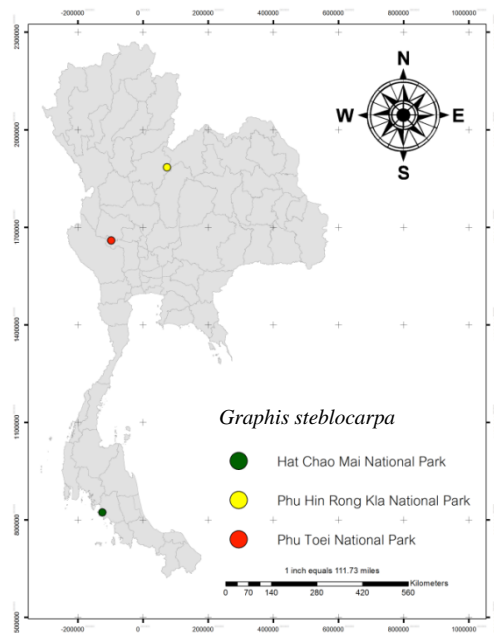 -200000 0 200000 400000 600000 800000 1000000
2300000
N
W E
S
2000000
1700000
1400000
1100000
Graphis steblocarpa
Hat Chao Mai National Park
Phu Hin Rong Kla National Park
800000
Phu Toei National Park
1 inch equals 111.73 miles
Kilometers
0 70 140 280 420 560
500000
-200000 0 200000 400000 600000 800000 1000000